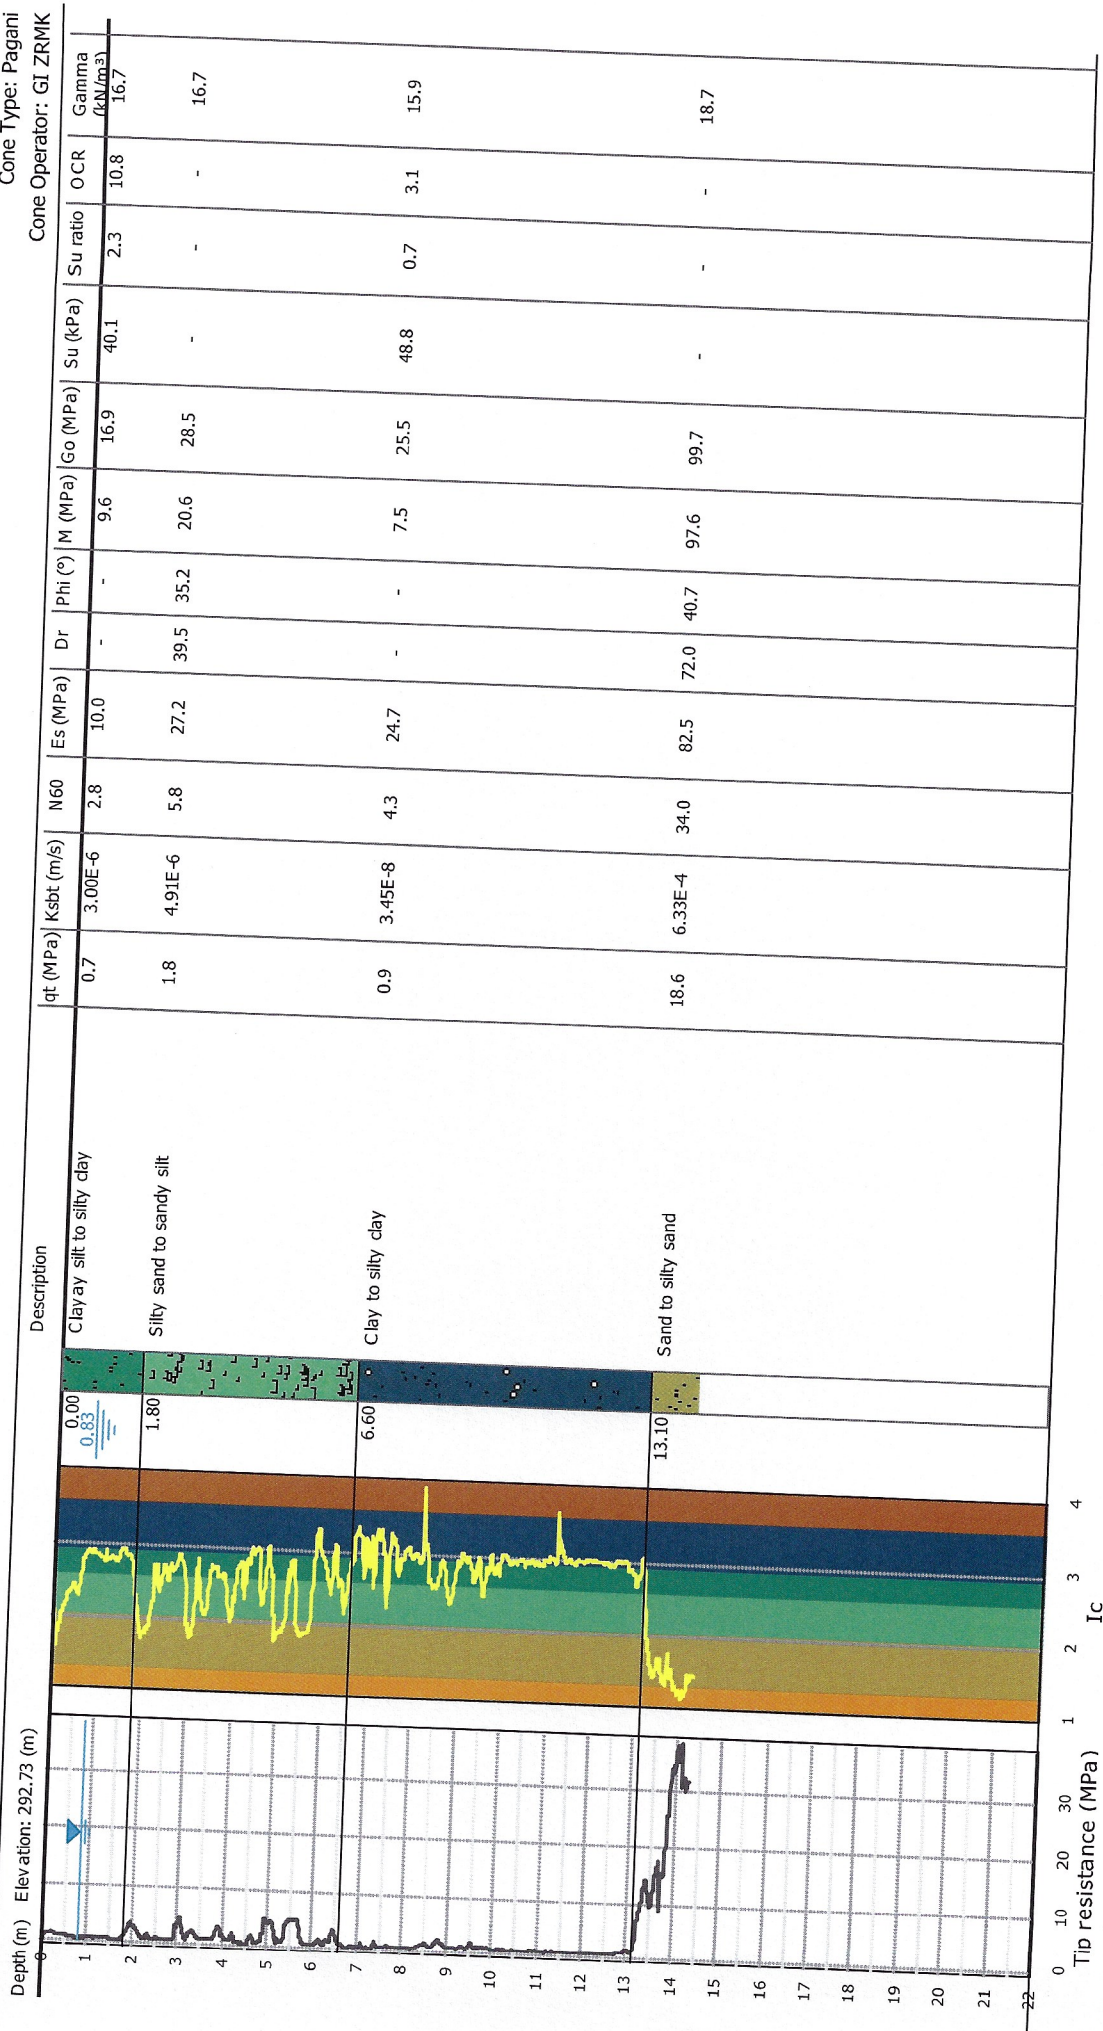 Cone Type: Pagani
Cone Operator: GI ZRMK
Depth (m) Elevation: 292.73 (m)
Description
qt (MPa) Ksbt (m/s) N60 Es (MPa) Dr Phi (°) M (MPa) Go (MPa) Su (kPa) Su ratio OCR Gamma (kN/m³)
0.00 Clayay silt to silty clay 0.7 3.00E-6 2.8 10.0 - - 9.6 16.9 40.1 2.3 10.8 16.7
0.83
1.80 Silty sand to sandy silt 1.8 4.91E-6 5.8 27.2 39.5 35.2 20.6 28.5 - - - 16.7
6.60 Clay to silty clay 0.9 3.45E-8 4.3 24.7 - - 7.5 25.5 48.8 0.7 3.1 15.9
13.10 Sand to silty sand 18.6 6.33E-4 34.0 82.5 72.0 40.7 97.6 99.7 - - - 18.7
0
1
2
3
4
5
6
7
8
9
10
11
12
13
14
15
16
17
18
19
20
21
22
0 10 20 30
Tip resistance (MPa)
1 2 3 4
Ic